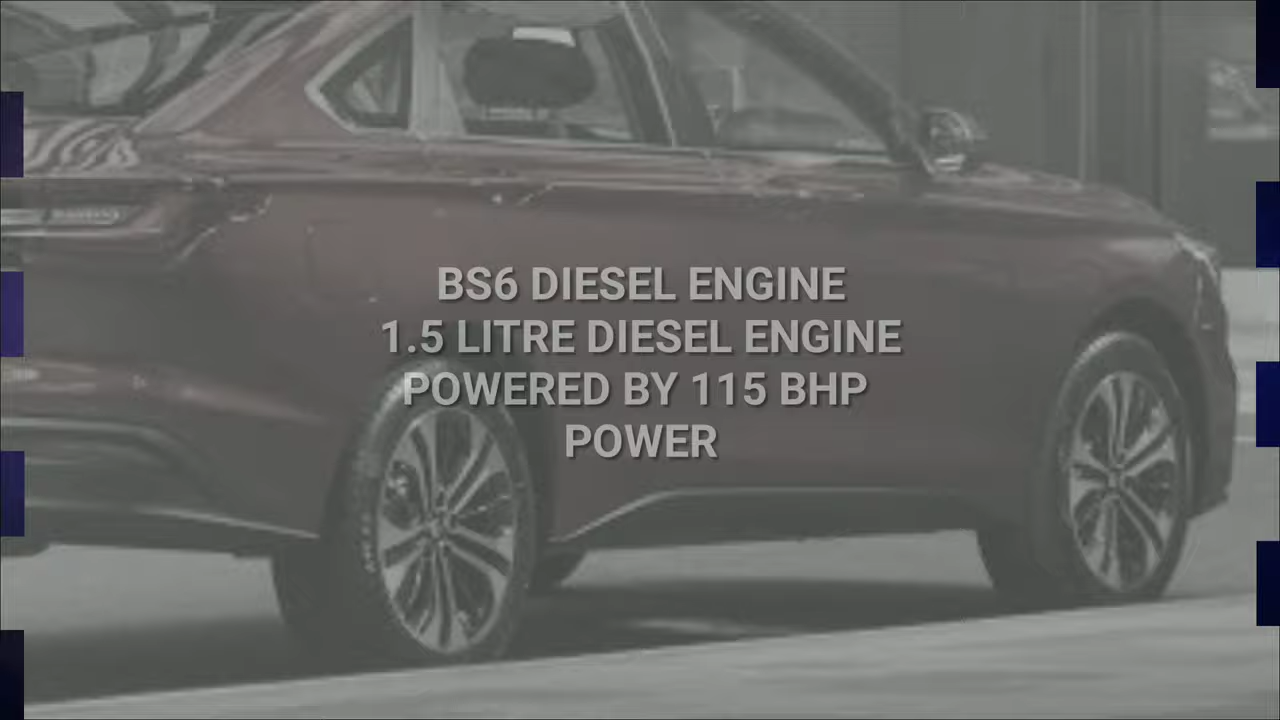 BS6 DIESEL ENGINE
1.5 LITRE DIESEL ENGINE
POWERED BY 115 BHP
POWER